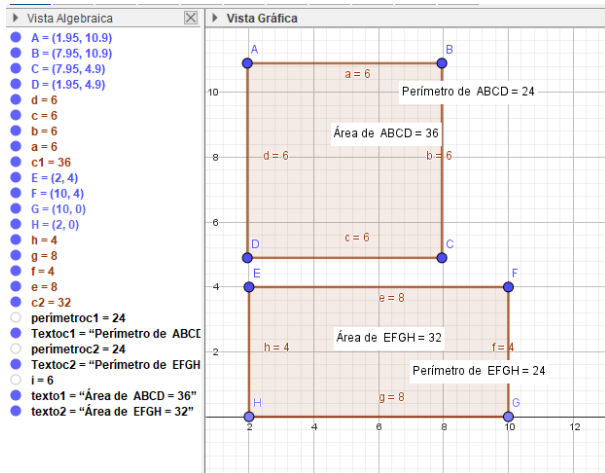 Vista Algebraica
A = (1.95, 10.9)
B = (7.95, 10.9)
C = (7.95, 4.9)
D = (1.95, 4.9)
d = 6
c = 6
b = 6
a = 6
c1 = 36
E = (2, 4)
F = (10, 4)
G = (10, 0)
H = (2, 0)
h = 4
g = 8
f = 4
e = 8
c2 = 32
perimetroc1 = 24
Textoc1 = “Perímetro de ABCD
perimetroc2 = 24
Textoc2 = “Perímetro de EFGH
i = 6
texto1 = “Área de ABCD = 36”
texto2 = “Área de EFGH = 32”
Vista Gráfica
A
B
a = 6
10
Perímetro de ABCD = 24
Área de ABCD = 36
8
d = 6
b = 6
6
c = 6
D
C
E
F
4
e = 8
Área de EFGH = 32
h = 4
f = 4
2
Perímetro de EFGH = 24
g = 8
H
G
0
2
4
6
8
10
12